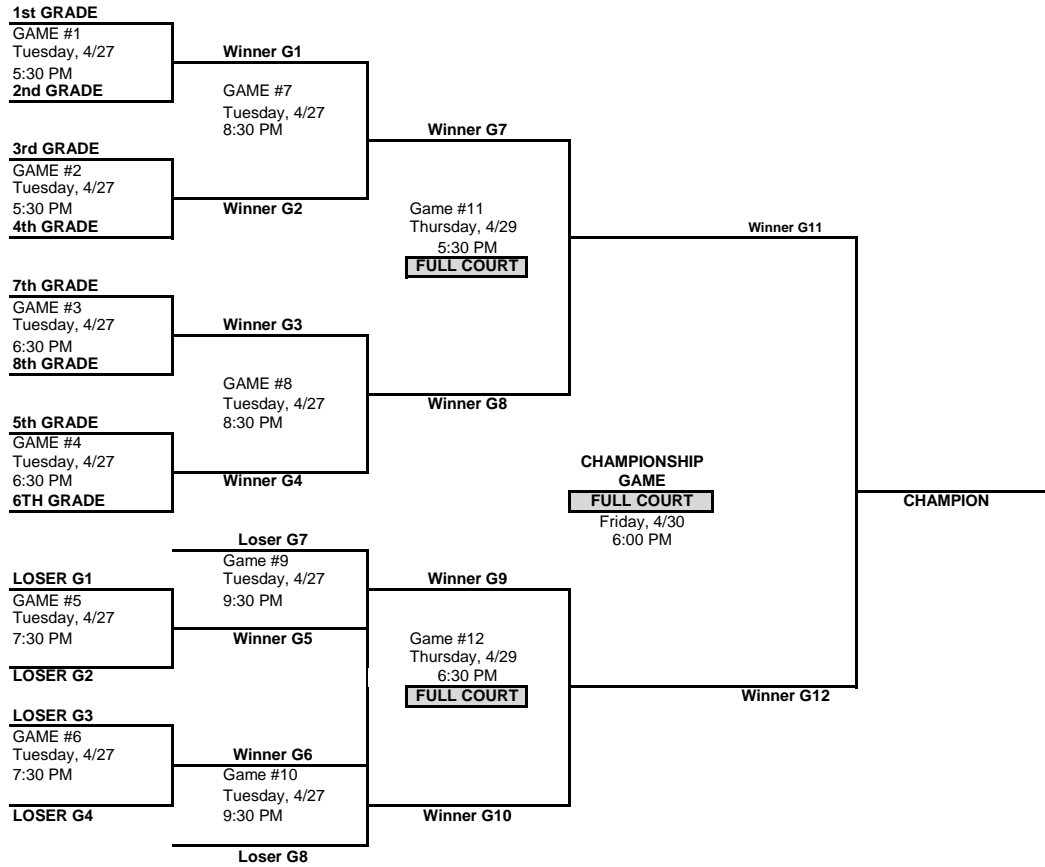 1st GRADE
GAME #1
Tuesday, 4/27
5:30 PM
2nd GRADE
Winner G1
GAME #7
Tuesday, 4/27
8:30 PM
3rd GRADE
GAME #2
Tuesday, 4/27
5:30 PM
4th GRADE
Winner G2
Winner G7
Game #11
Thursday, 4/29
5:30 PM
FULL COURT
Winner G11
7th GRADE
GAME #3
Tuesday, 4/27
6:30 PM
8th GRADE
Winner G3
GAME #8
Tuesday, 4/27
8:30 PM
Winner G8
5th GRADE
GAME #4
Tuesday, 4/27
6:30 PM
6TH GRADE
Winner G4
CHAMPIONSHIP
GAME
FULL COURT
Friday, 4/30
6:00 PM
CHAMPION
Loser G7
Game #9
Tuesday, 4/27
9:30 PM
Winner G9
LOSER G1
GAME #5
Tuesday, 4/27
7:30 PM
LOSER G2
Winner G5
Game #12
Thursday, 4/29
6:30 PM
FULL COURT
Winner G12
LOSER G3
GAME #6
Tuesday, 4/27
7:30 PM
LOSER G4
Winner G6
Game #10
Tuesday, 4/27
9:30 PM
Winner G10
Loser G8